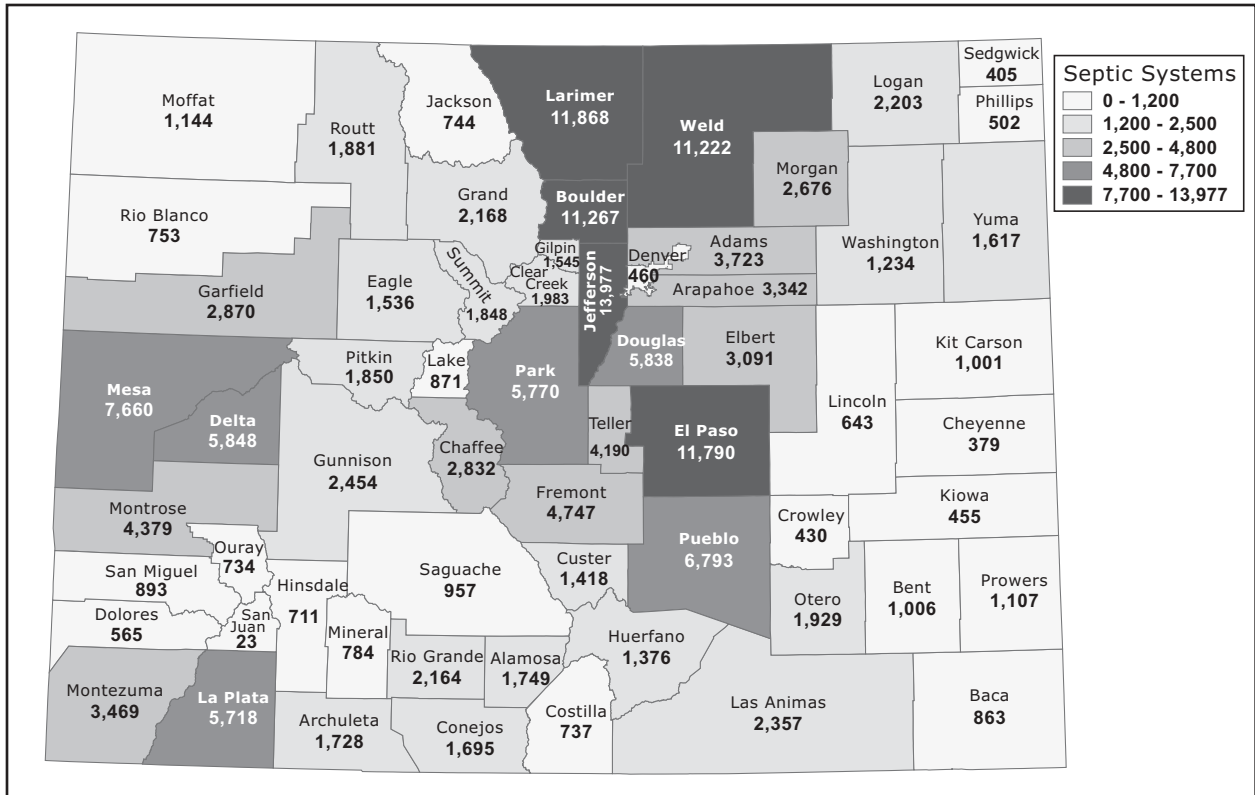 Septic Systems
0 - 1,200
1,200 - 2,500
2,500 - 4,800
4,800 - 7,700
7,700 - 13,977
Moffat
1,144
Routt
1,881
Jackson
744
Larimer
11,868
Weld
11,222
Logan
2,203
Sedgwick
405
Phillips
502
Rio Blanco
753
Grand
2,168
Boulder
11,267
Morgan
2,676
Washington
1,234
Yuma
1,617
Garfield
2,870
Eagle
1,536
Summit
1,848
Gilpin
1,545
Clear
Creek
1,983
Jefferson
13,977
Denver
460
Adams
3,723
Arapahoe 3,342
Mesa
7,660
Delta
5,848
Pitkin
1,850
Lake
871
Park
5,770
Douglas
5,838
Elbert
3,091
Lincoln
643
Kit Carson
1,001
Cheyenne
379
Gunnison
2,454
Chaffee
2,832
Teller
4,190
El Paso
11,790
Kiowa
455
Montrose
4,379
Fremont
4,747
Pueblo
6,793
Crowley
430
Ouray
734
San Miguel
893
Hinsdale
711
Saguache
957
Custer
1,418
Otero
1,929
Bent
1,006
Prowers
1,107
Dolores
565
San
Juan
23
Mineral
784
Rio Grande
2,164
Alamosa
1,749
Huerfano
1,376
Las Animas
2,357
Baca
863
Montezuma
3,469
La Plata
5,718
Archuleta
1,728
Conejos
1,695
Costilla
737